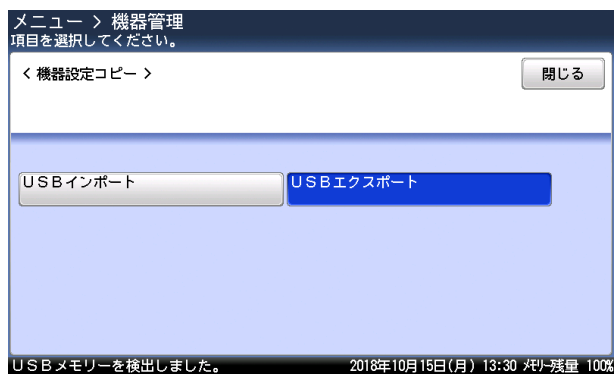 メニュー > 機器管理
項目を選択してください。
< 機器設定コピー >
閉じる
USBインポート
USBエクスポート
USBメモリーを検出しました。
2018年10月15日(月) 13:30 メモリー残量 100%